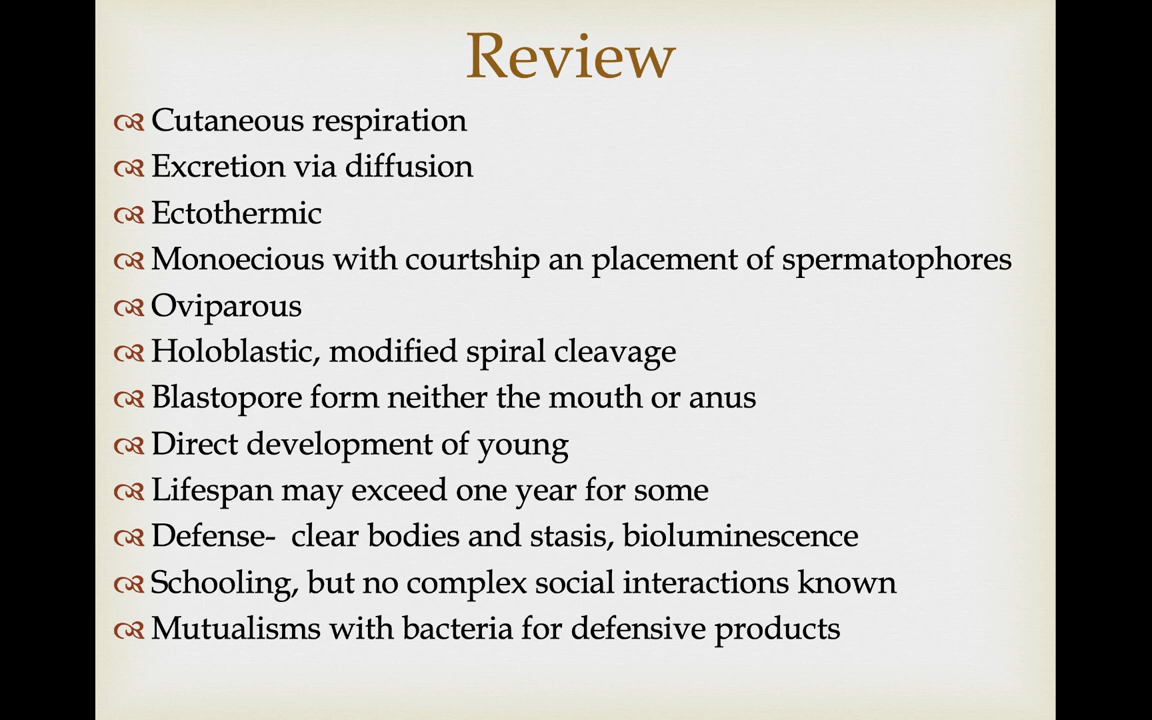 Review
Cutaneous respiration
Excretion via diffusion
Ectothermic
Monoecious with courtship an placement of spermatophores
Oviparous
Holoblastic, modified spiral cleavage
Blastopore form neither the mouth or anus
Direct development of young
Lifespan may exceed one year for some
Defense-  clear bodies and stasis, bioluminescence
Schooling, but no complex social interactions known
Mutualisms with bacteria for defensive products